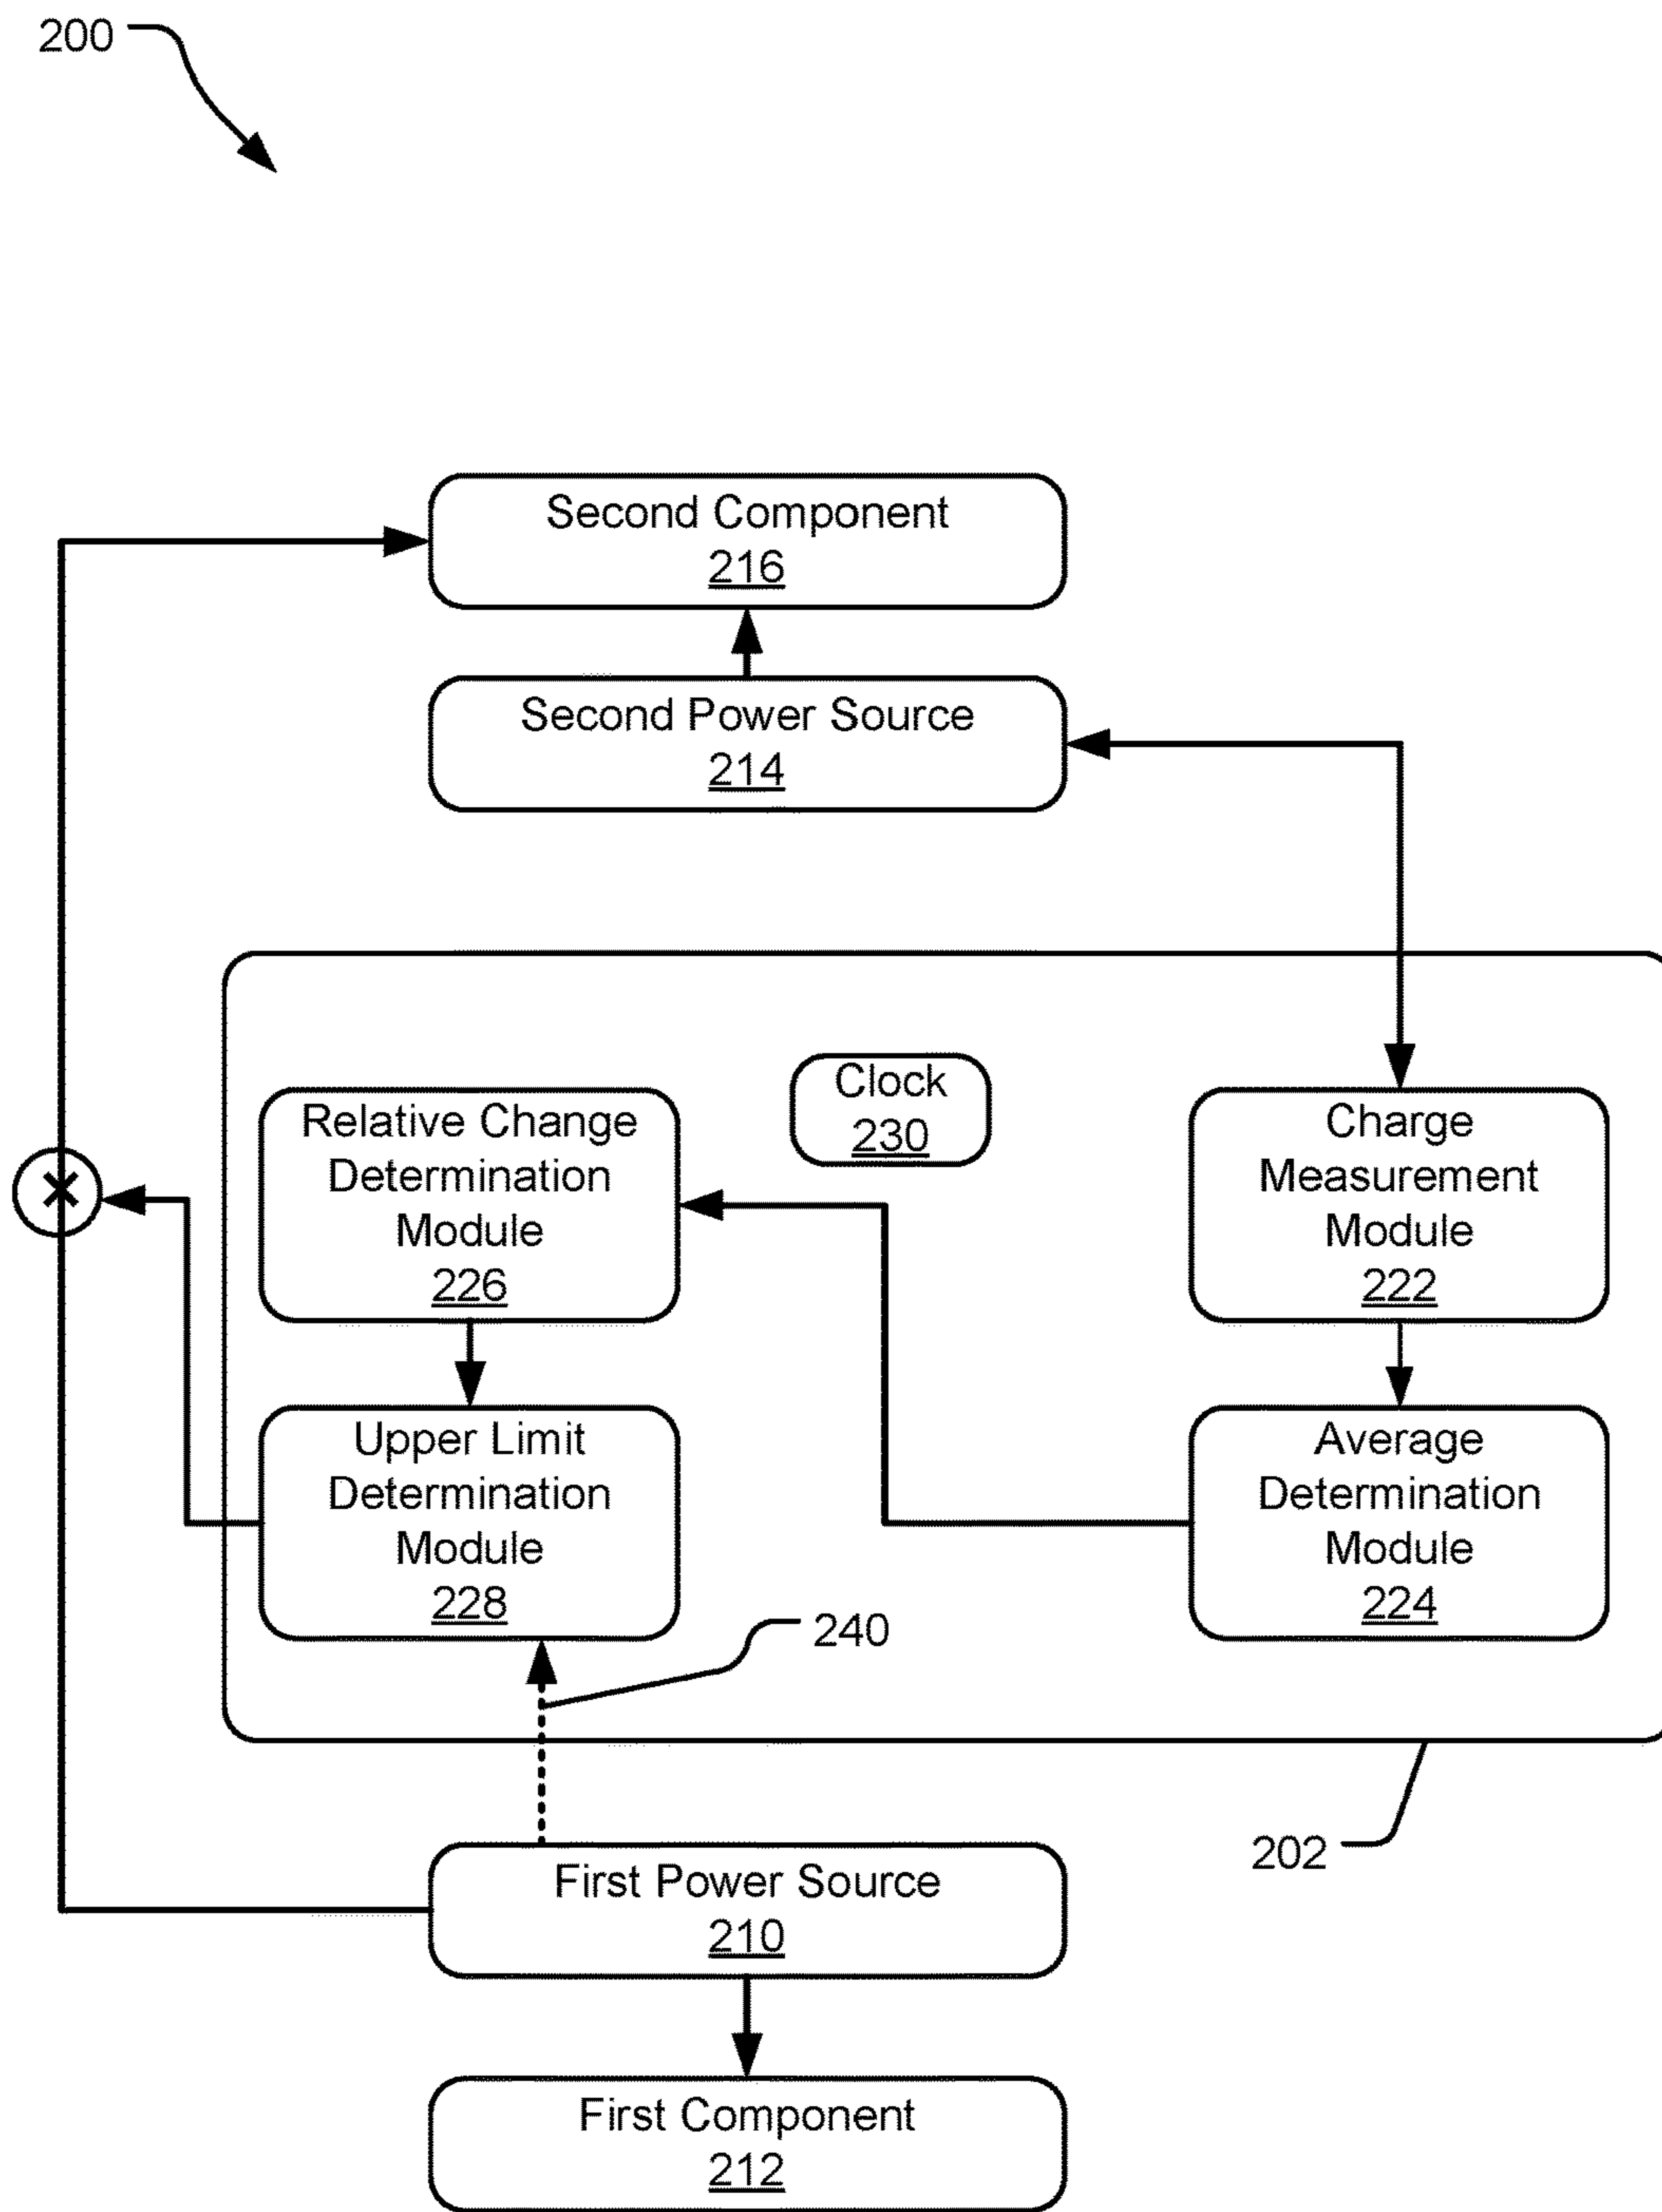 200
Second Component
216
Second Power Source
214
Clock
230
Relative Change
Determination
Module
226
Charge
Measurement
Module
222
Upper Limit
Determination
Module
228
Average
Determination
Module
224
240
202
First Power Source
210
First Component
212